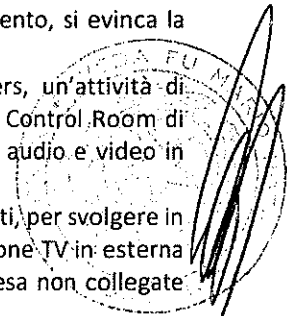 ento, si evinca la
ers, un'attività di
Control Room di
audio e video in
ti, per svolgere in
one TV in esterna
esa non collegate